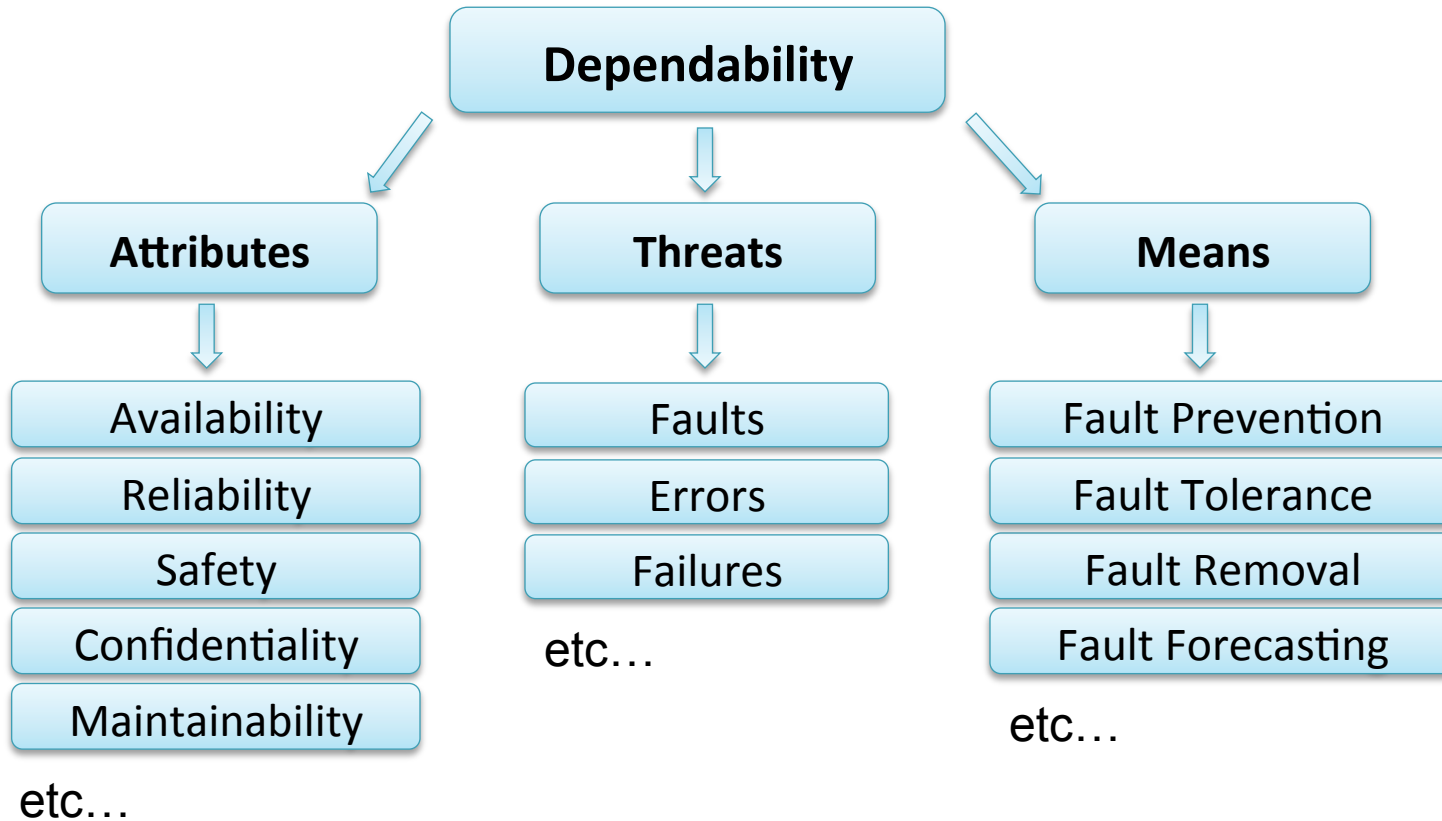 Dependability
Attributes
Threats
Means
Availability
Reliability
Safety
Confidentiality
Maintainability
etc…
Faults
Errors
Failures
etc…
Fault Prevention
Fault Tolerance
Fault Removal
Fault Forecasting
etc…